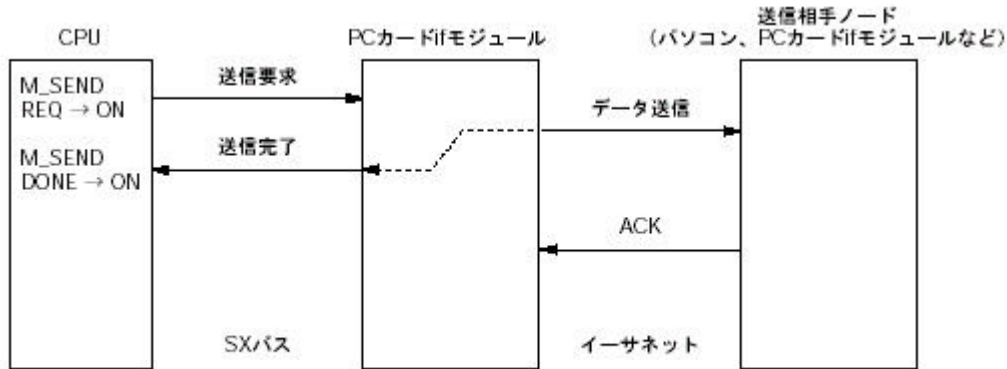 CPU
PCカードifモジュール
送信相手ノード
（パソコン、PCカードifモジュールなど）
M_SEND
REQ → ON
送信要求
データ送信
M_SEND
DONE → ON
送信完了
ACK
SXバス
イーサネット